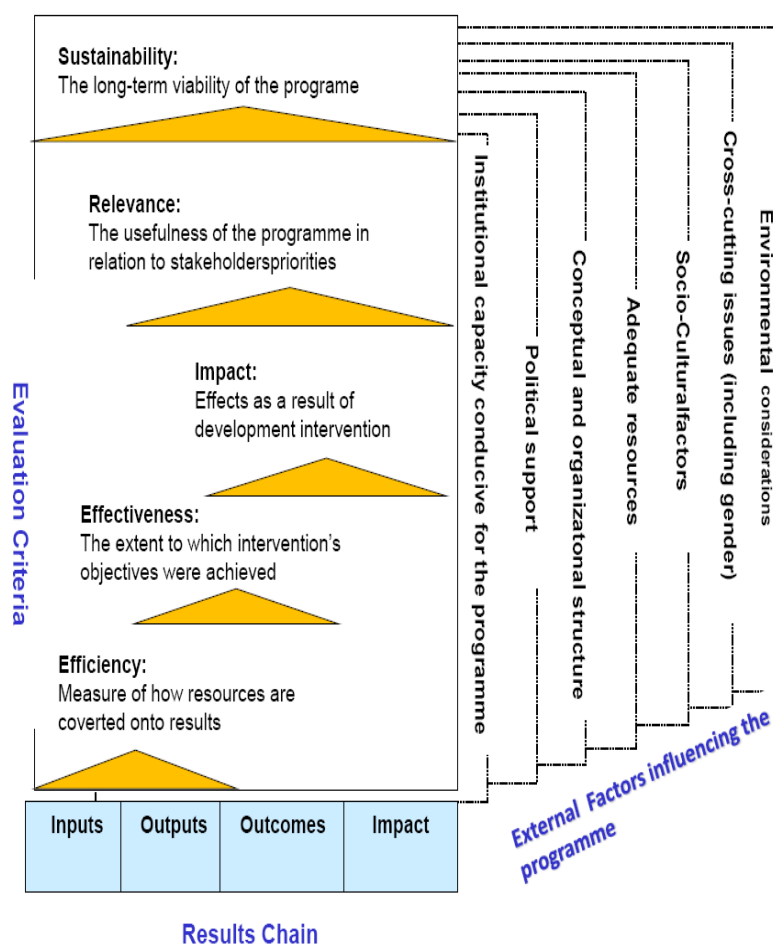 Sustainability:
The long-term viability of the programe
Relevance:
The usefulness of the programme in
relation to stakeholderspriorities
Impact:
Effects as a result of
development intervention
Effectiveness:
The extent to which intervention's
objectives were achieved
Efficiency:
Measure of how resources are
coverted onto results
Evaluation Criteria
Inputs
Outputs
Outcomes
Impact
Results Chain
Institutional capacity conducive for the programme
Political support
Conceptual and organizatonal structure
Adequate resources
Socio-Culturalfactors
Cross-cutting issues (including gender)
Environmental considerations
External Factors influencing the
programme